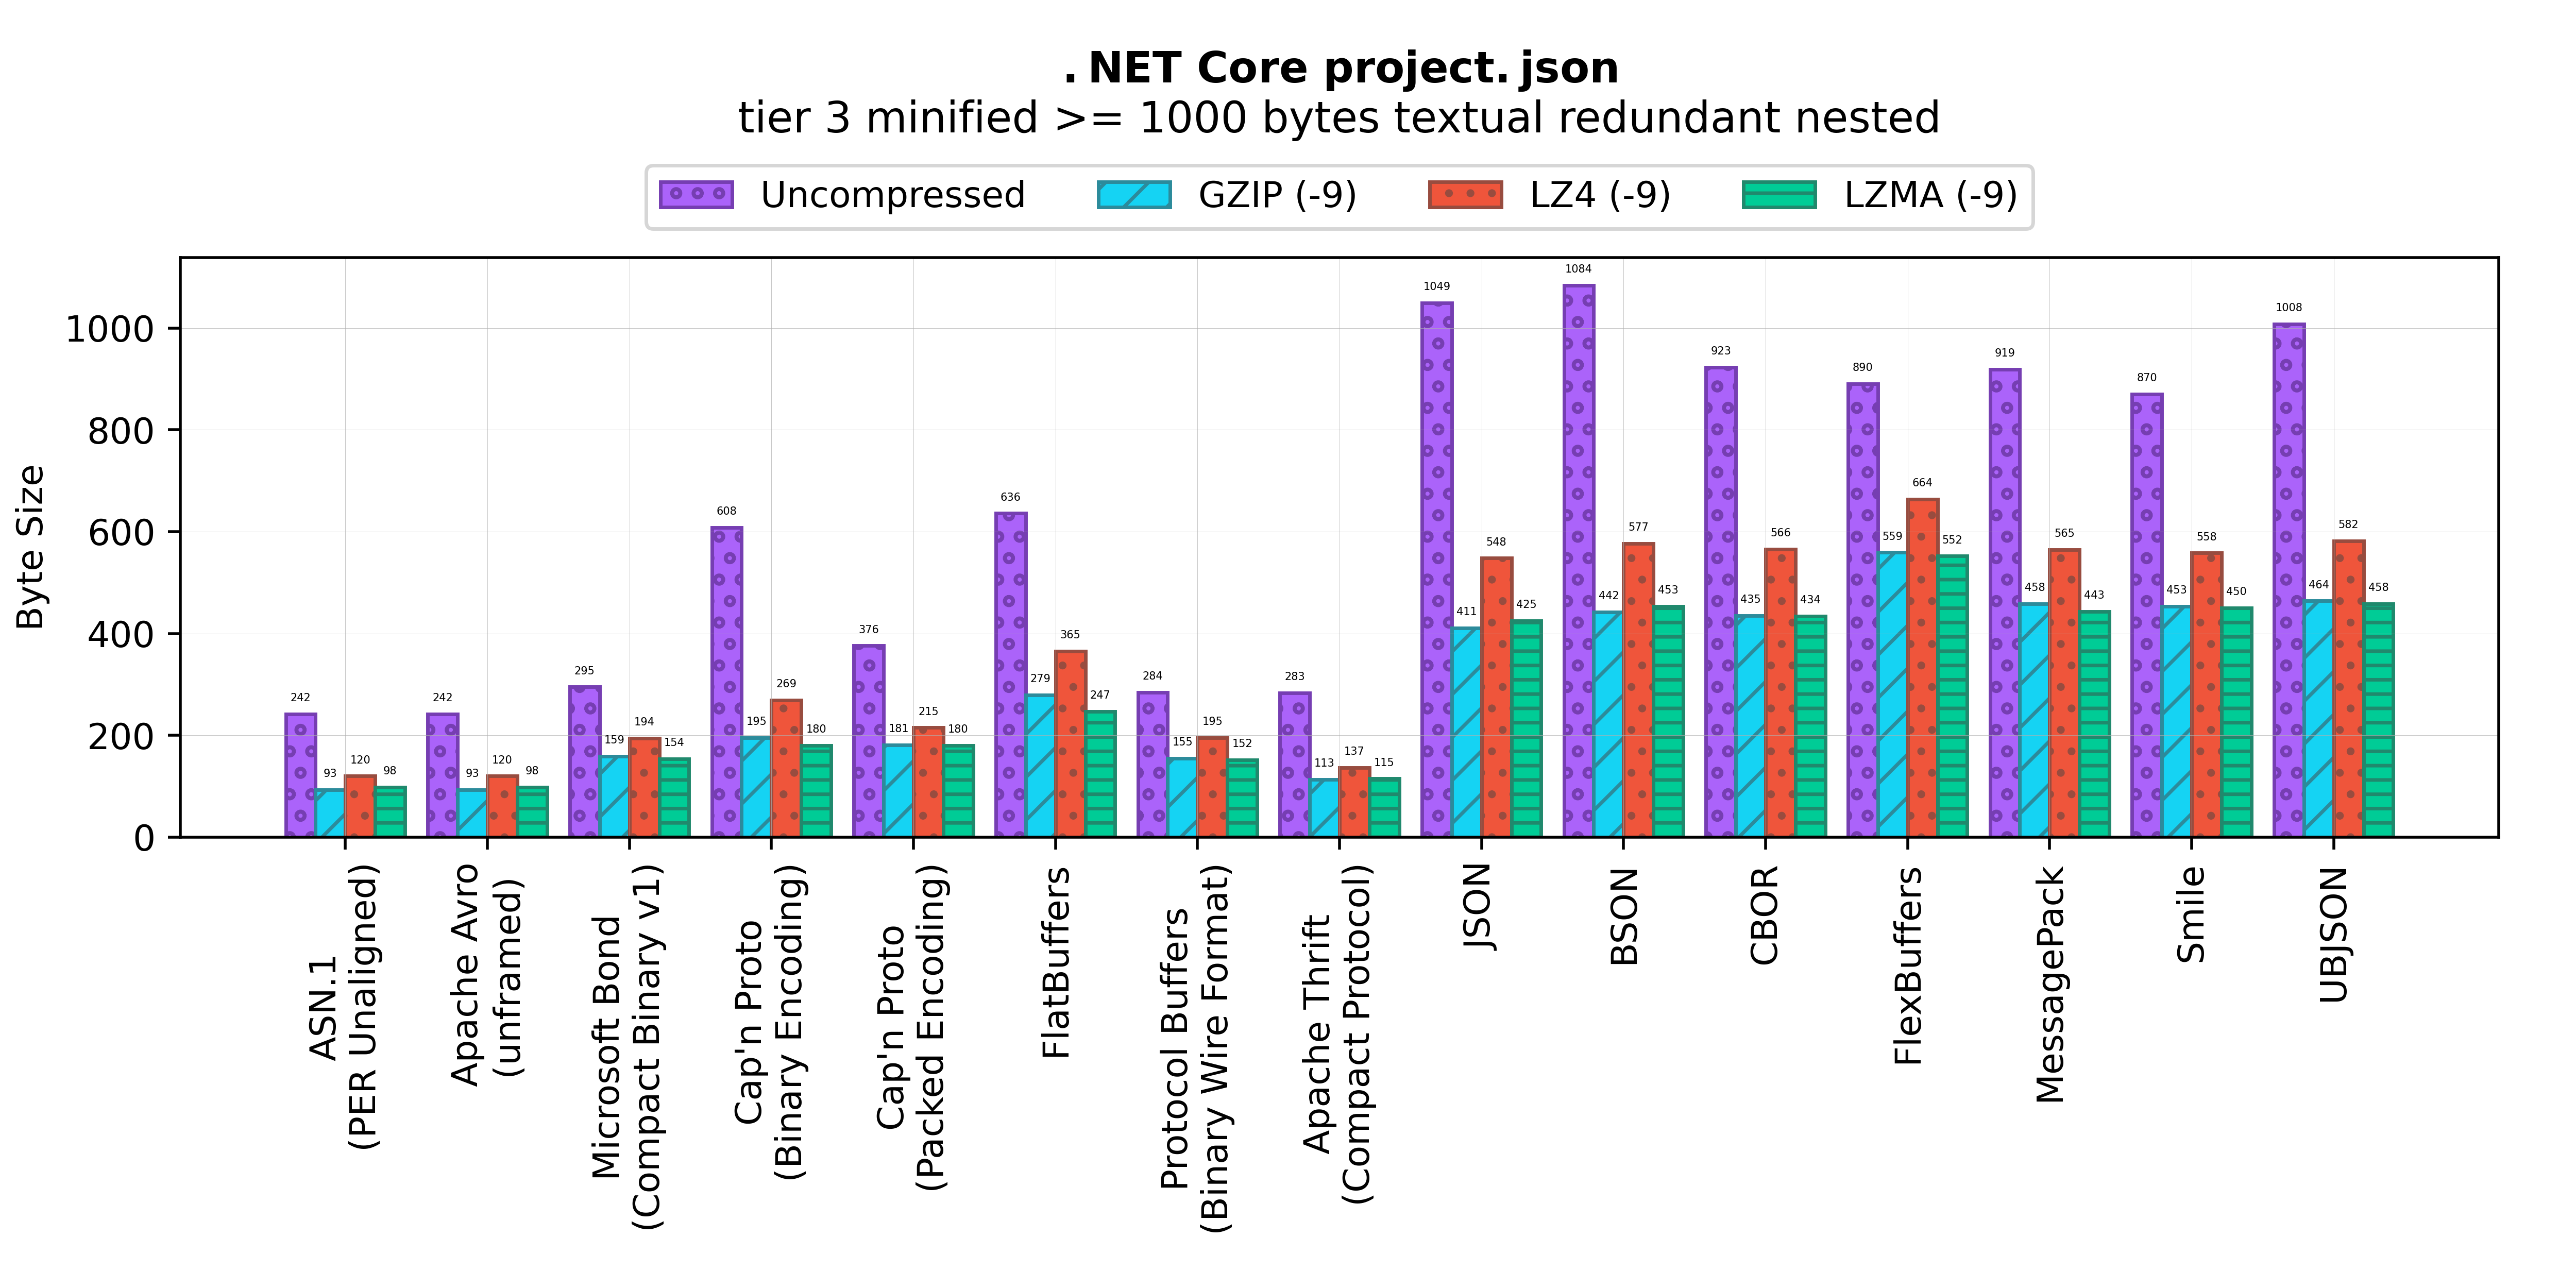 . NET Core project. json
tier 3 minified >= 1000 bytes textual redundant nested
Uncompressed
GZIP (-9)
LZ4 (-9)
LZMA (-9)
Byte Size
1000
800
600
400
200
0
242
93
120
98
242
93
120
98
295
159
194
154
608
195
269
180
376
181
215
180
636
279
365
247
284
155
195
152
283
113
137
115
1049
411
548
425
1084
442
577
453
923
435
566
434
890
559
664
552
919
458
565
443
870
453
558
450
1008
464
582
458
ASN.1
(PER Unaligned)
Apache Avro
(unframed)
Microsoft Bond
(Compact Binary v1)
Cap'n Proto
(Binary Encoding)
Cap'n Proto
(Packed Encoding)
FlatBuffers
Protocol Buffers
(Binary Wire Format)
Apache Thrift
(Compact Protocol)
JSON
BSON
CBOR
FlexBuffers
MessagePack
Smile
UBJSON